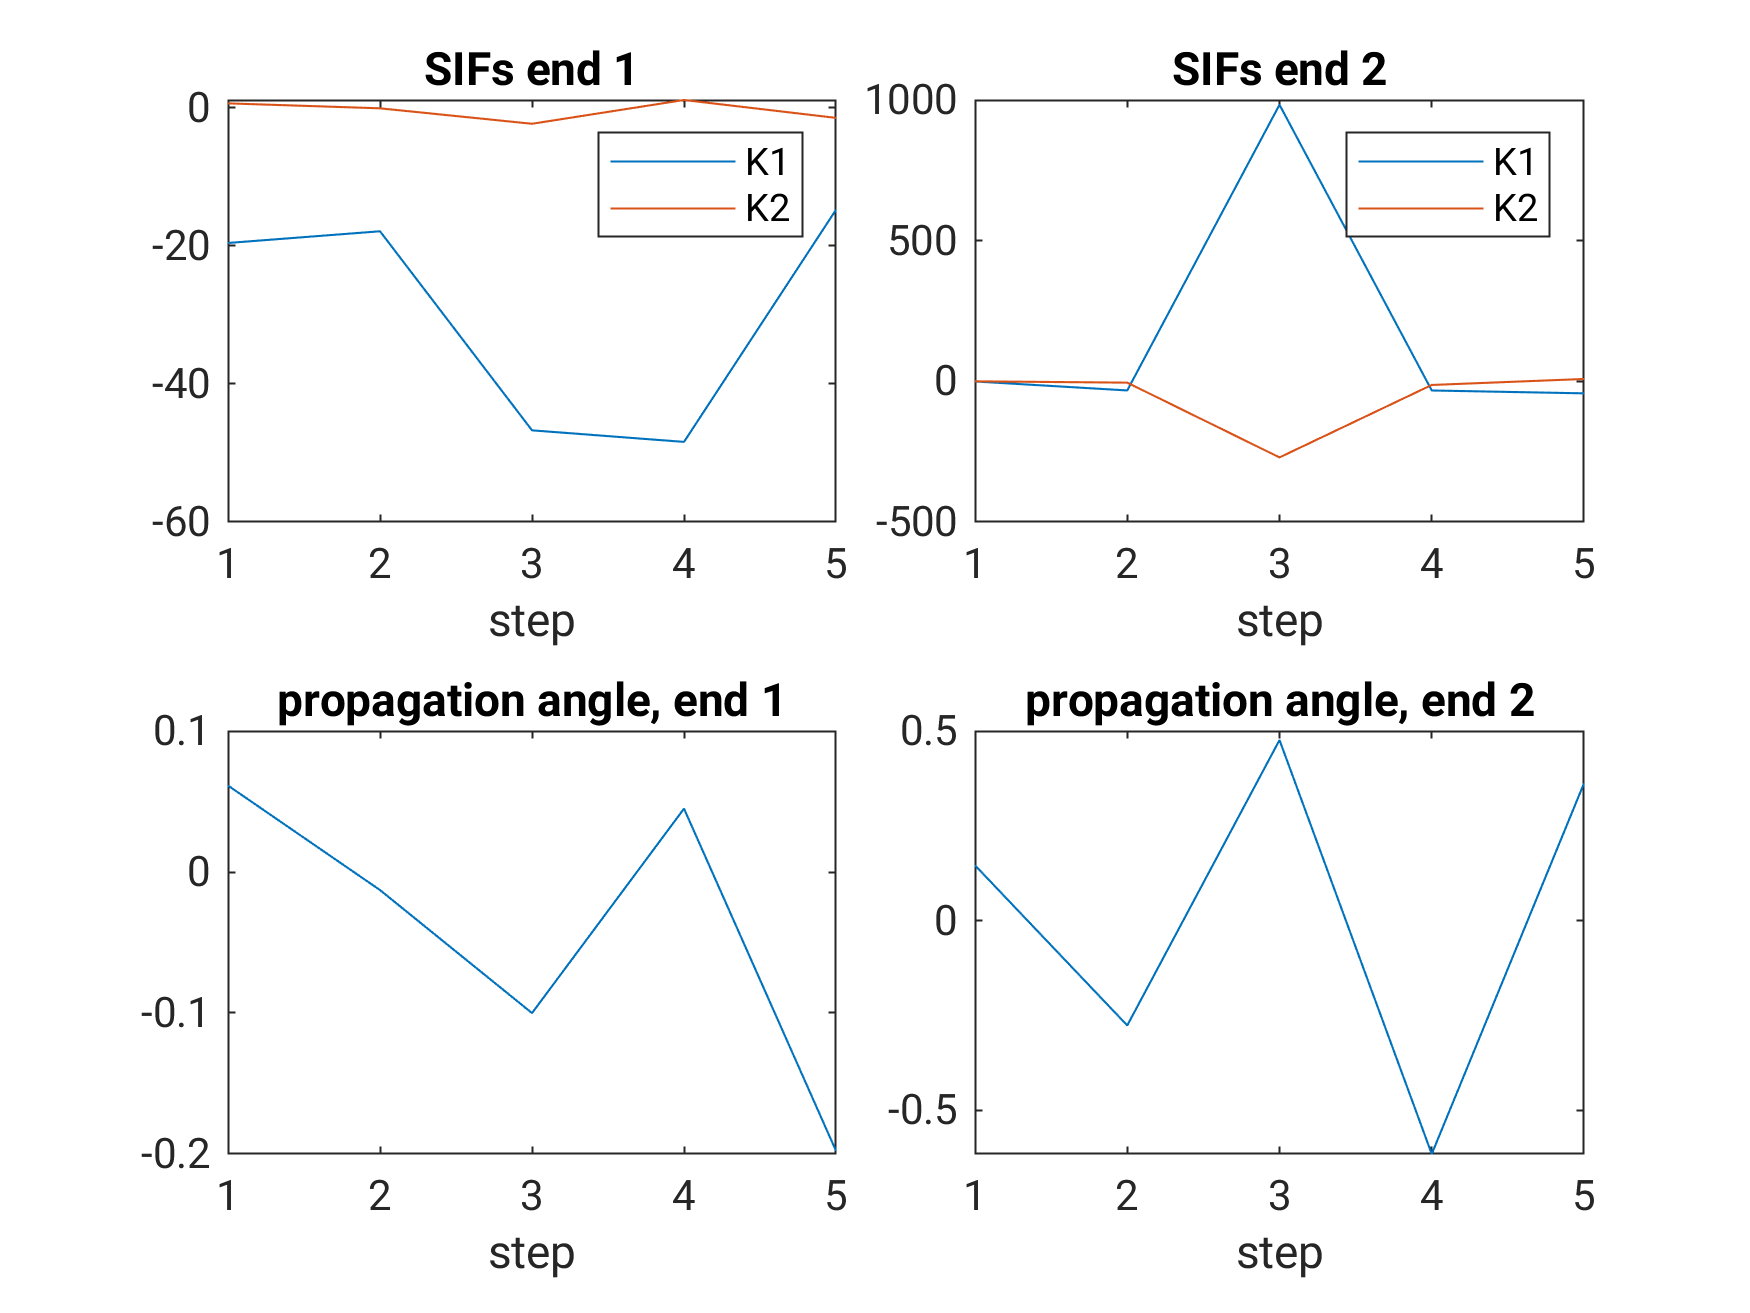 SIFs end 1
0
-20
-40
-60
1 2 3 4 5
step
K1
K2
SIFs end 2
1000
500
0
-500
1 2 3 4 5
step
K1
K2
propagation angle, end 1
0.1
0
-0.1
-0.2
1 2 3 4 5
step
propagation angle, end 2
0.5
0
-0.5
1 2 3 4 5
step